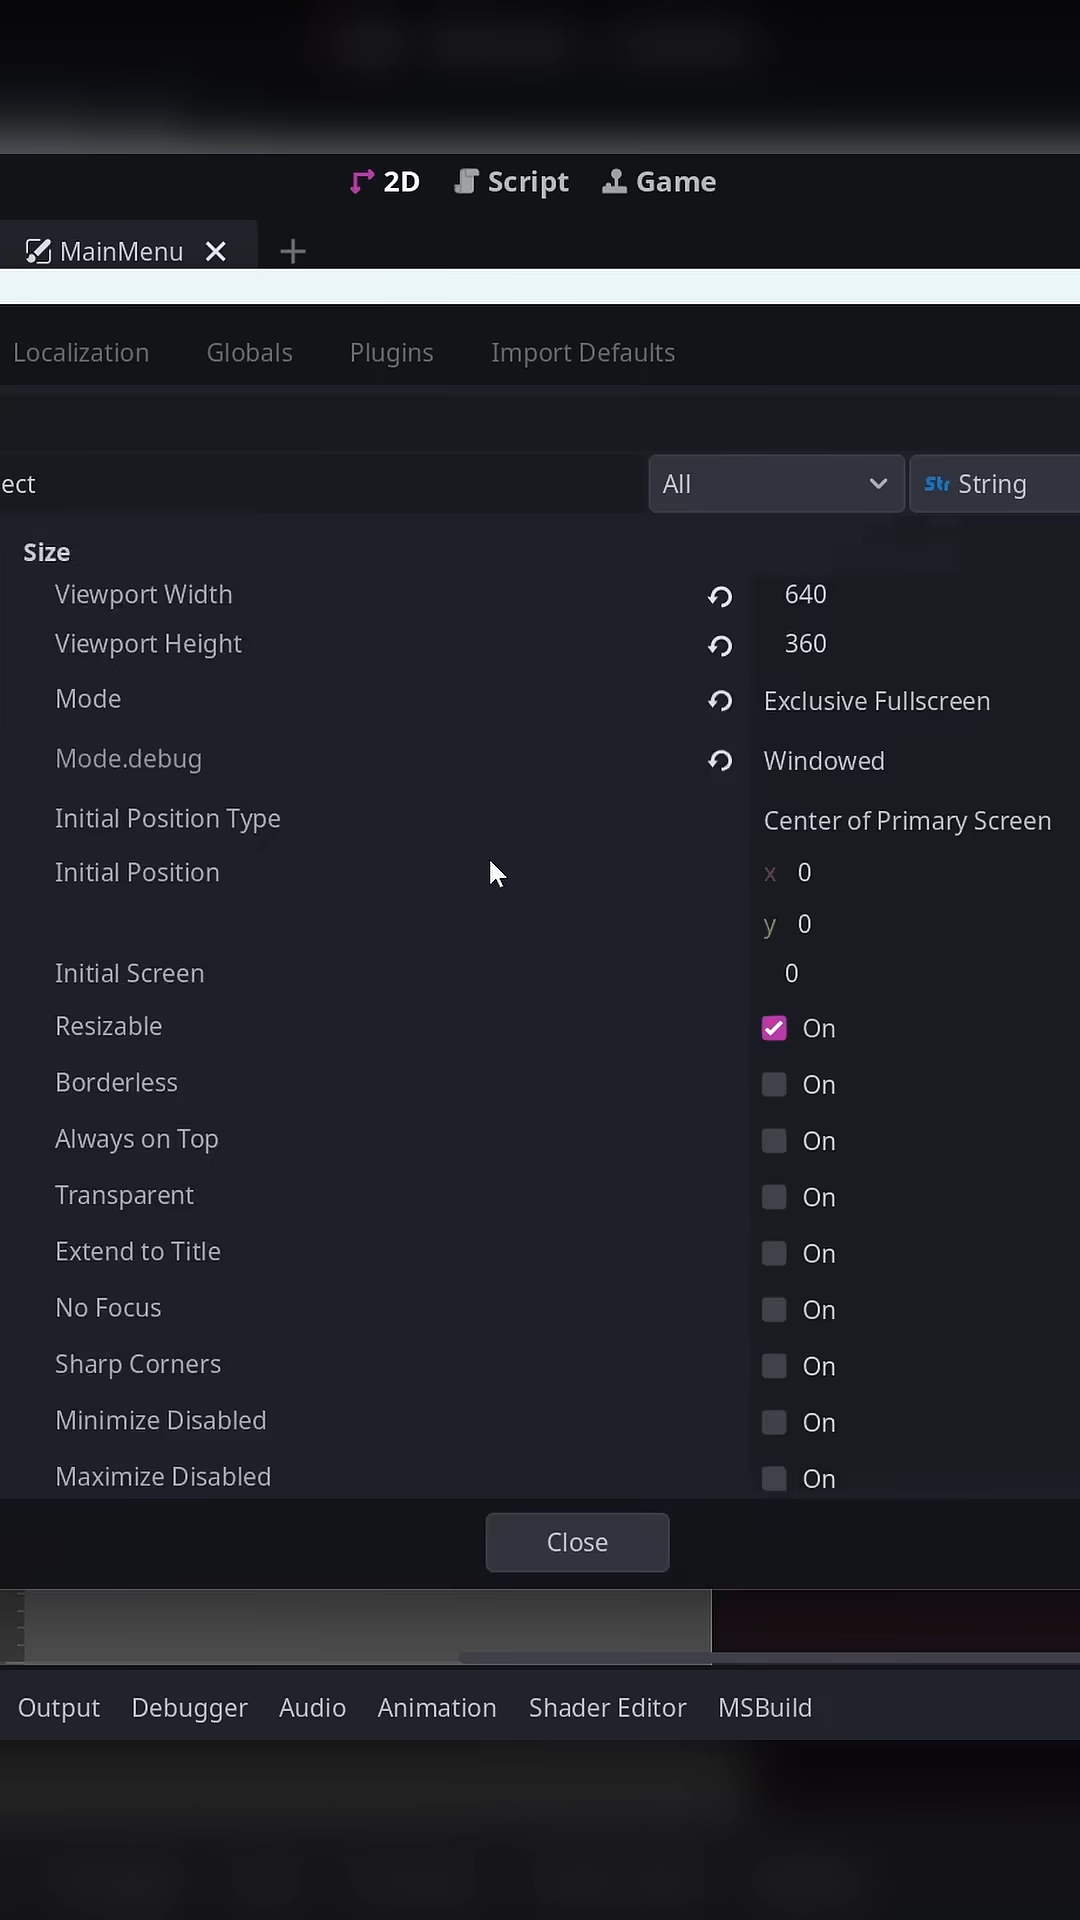 2D Script Game
MainMenu
Localization Globals Plugins Import Defaults
ect All Str String
Size
Viewport Width 640
Viewport Height 360
Mode Exclusive Fullscreen
Mode.debug Windowed
Initial Position Type Center of Primary Screen
Initial Position x 0
y 0
Initial Screen 0
Resizable On
Borderless On
Always on Top On
Transparent On
Extend to Title On
No Focus On
Sharp Corners On
Minimize Disabled On
Maximize Disabled On
Close
Output Debugger Audio Animation Shader Editor MSBuild